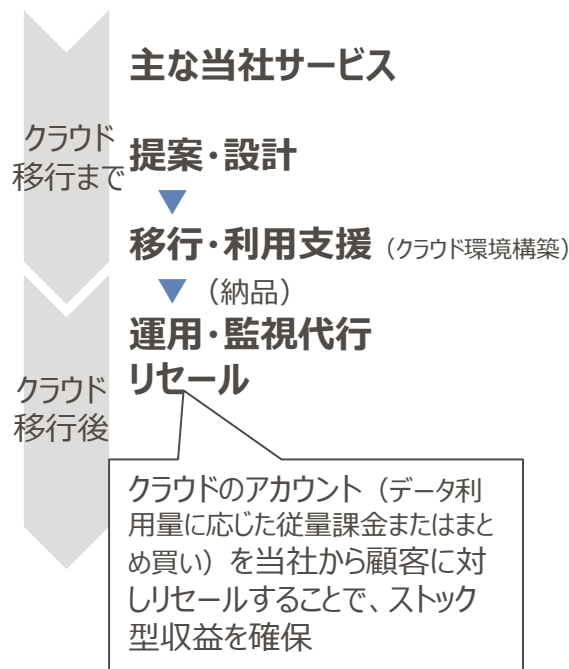 主な当社サービス
クラウド
移行まで
提案・設計
移行・利用支援（クラウド環境構築）
（納品）
運用・監視代行
リセール
クラウド
移行後
クラウドのアカウント（データ利
用量に応じた従量課金またはまと
め買い）を当社から顧客に対
しリセールすることで、ストック
型収益を確保